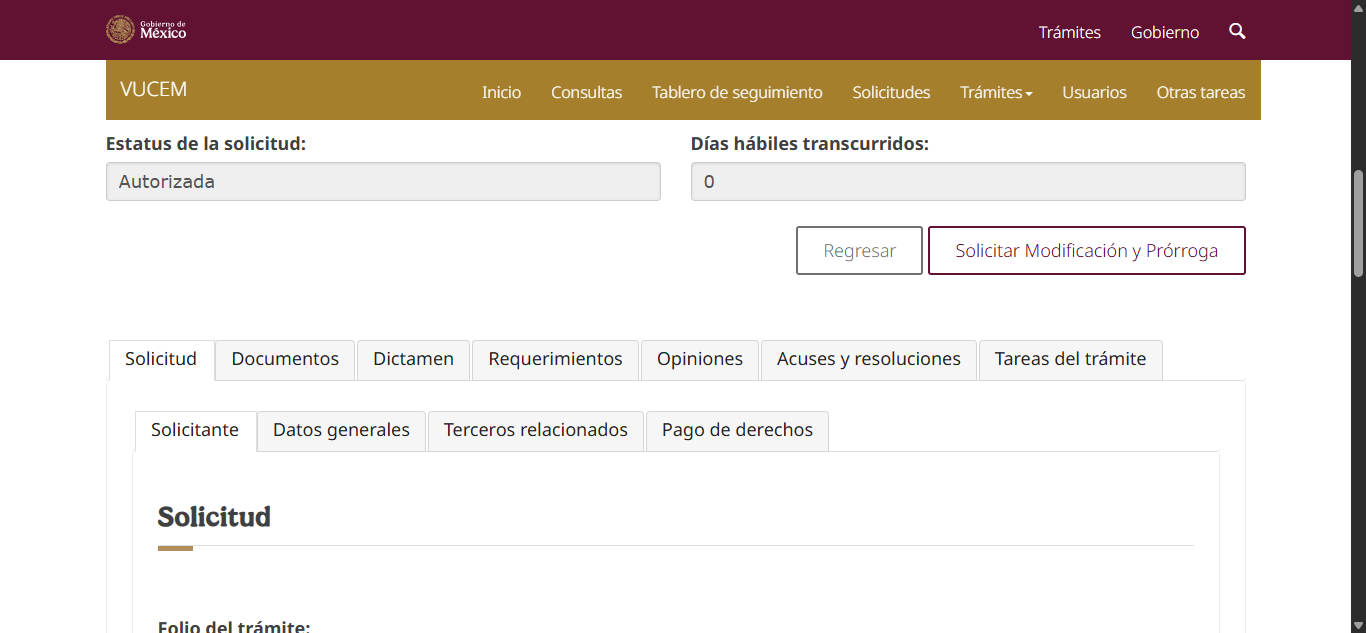 Gobierno de
México
Trámites
Gobierno
VUCEM
Inicio
Consultas
Tablero de seguimiento
Solicitudes
Trámites
Usuarios
Otras tareas
Estatus de la solicitud:
Días hábiles transcurridos:
Autorizada
0
Regresar
Solicitar Modificación y Prórroga
Solicitud
Documentos
Dictamen
Requerimientos
Opiniones
Acuses y resoluciones
Tareas del trámite
Solicitante
Datos generales
Terceros relacionados
Pago de derechos
Solicitud
Folio del trámite: